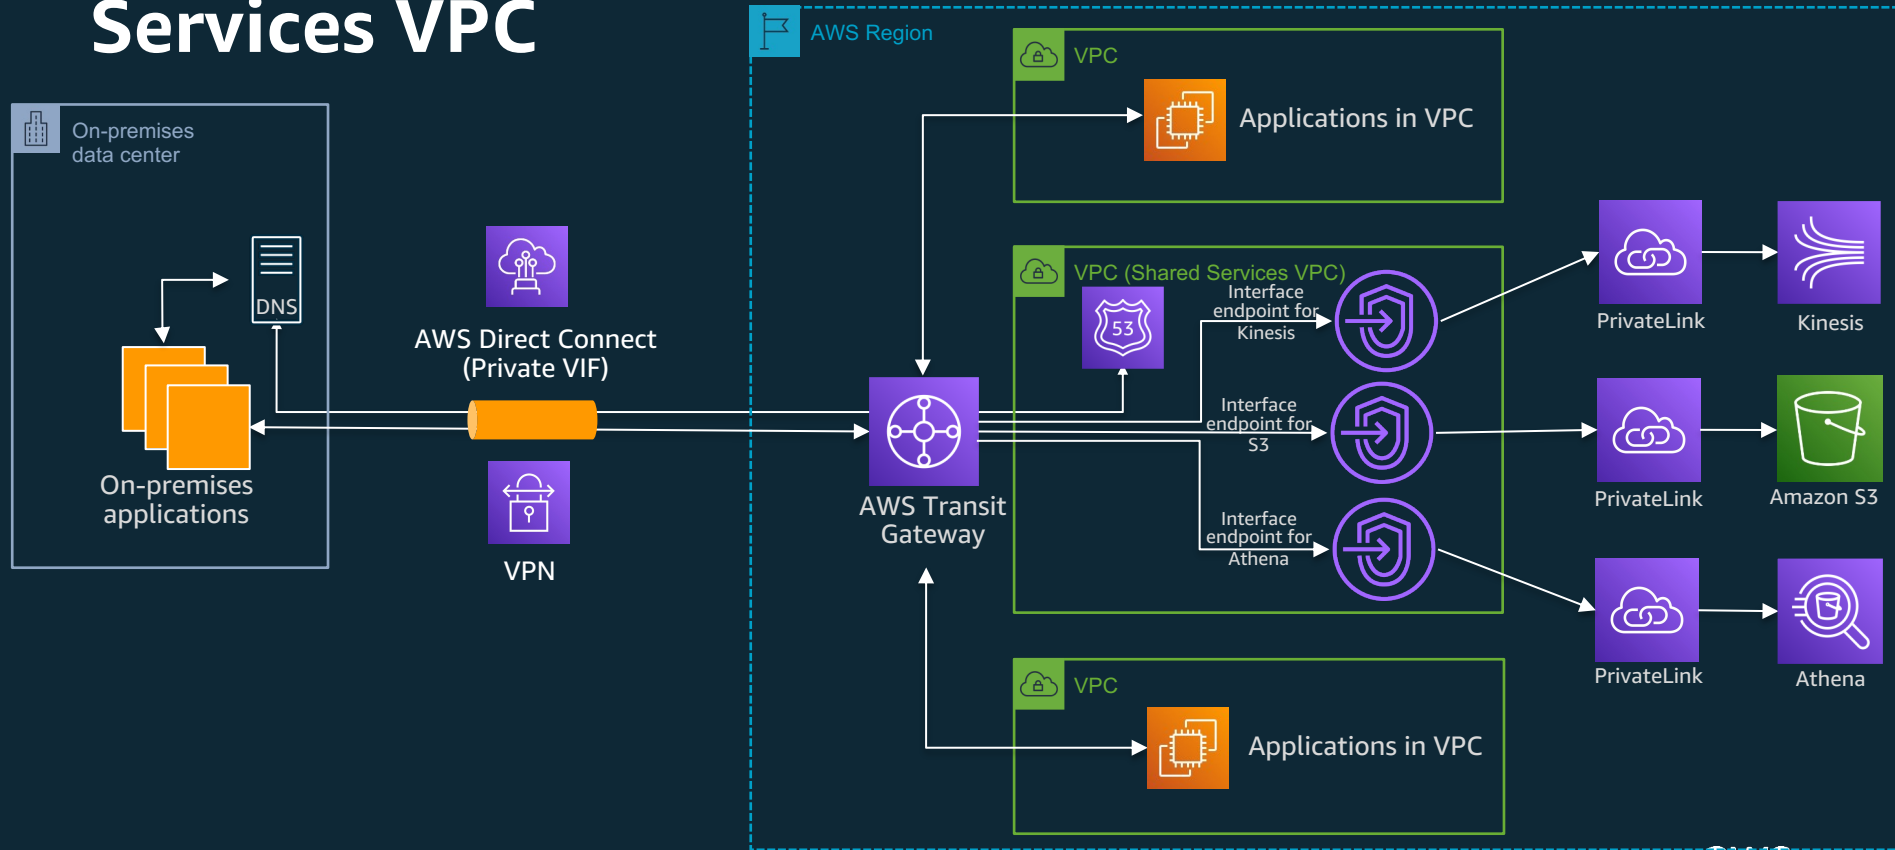 Services VPC
AWS Region
VPC
Applications in VPC
On-premises
data center
DNS
AWS Direct Connect
(Private VIF)
VPC (Shared Services VPC)
53
Interface
endpoint for
Kinesis
PrivateLink
Kinesis
Interface
endpoint for
S3
PrivateLink
Amazon S3
On-premises
applications
VPN
AWS Transit
Gateway
Interface
endpoint for
Athena
PrivateLink
Athena
VPC
Applications in VPC